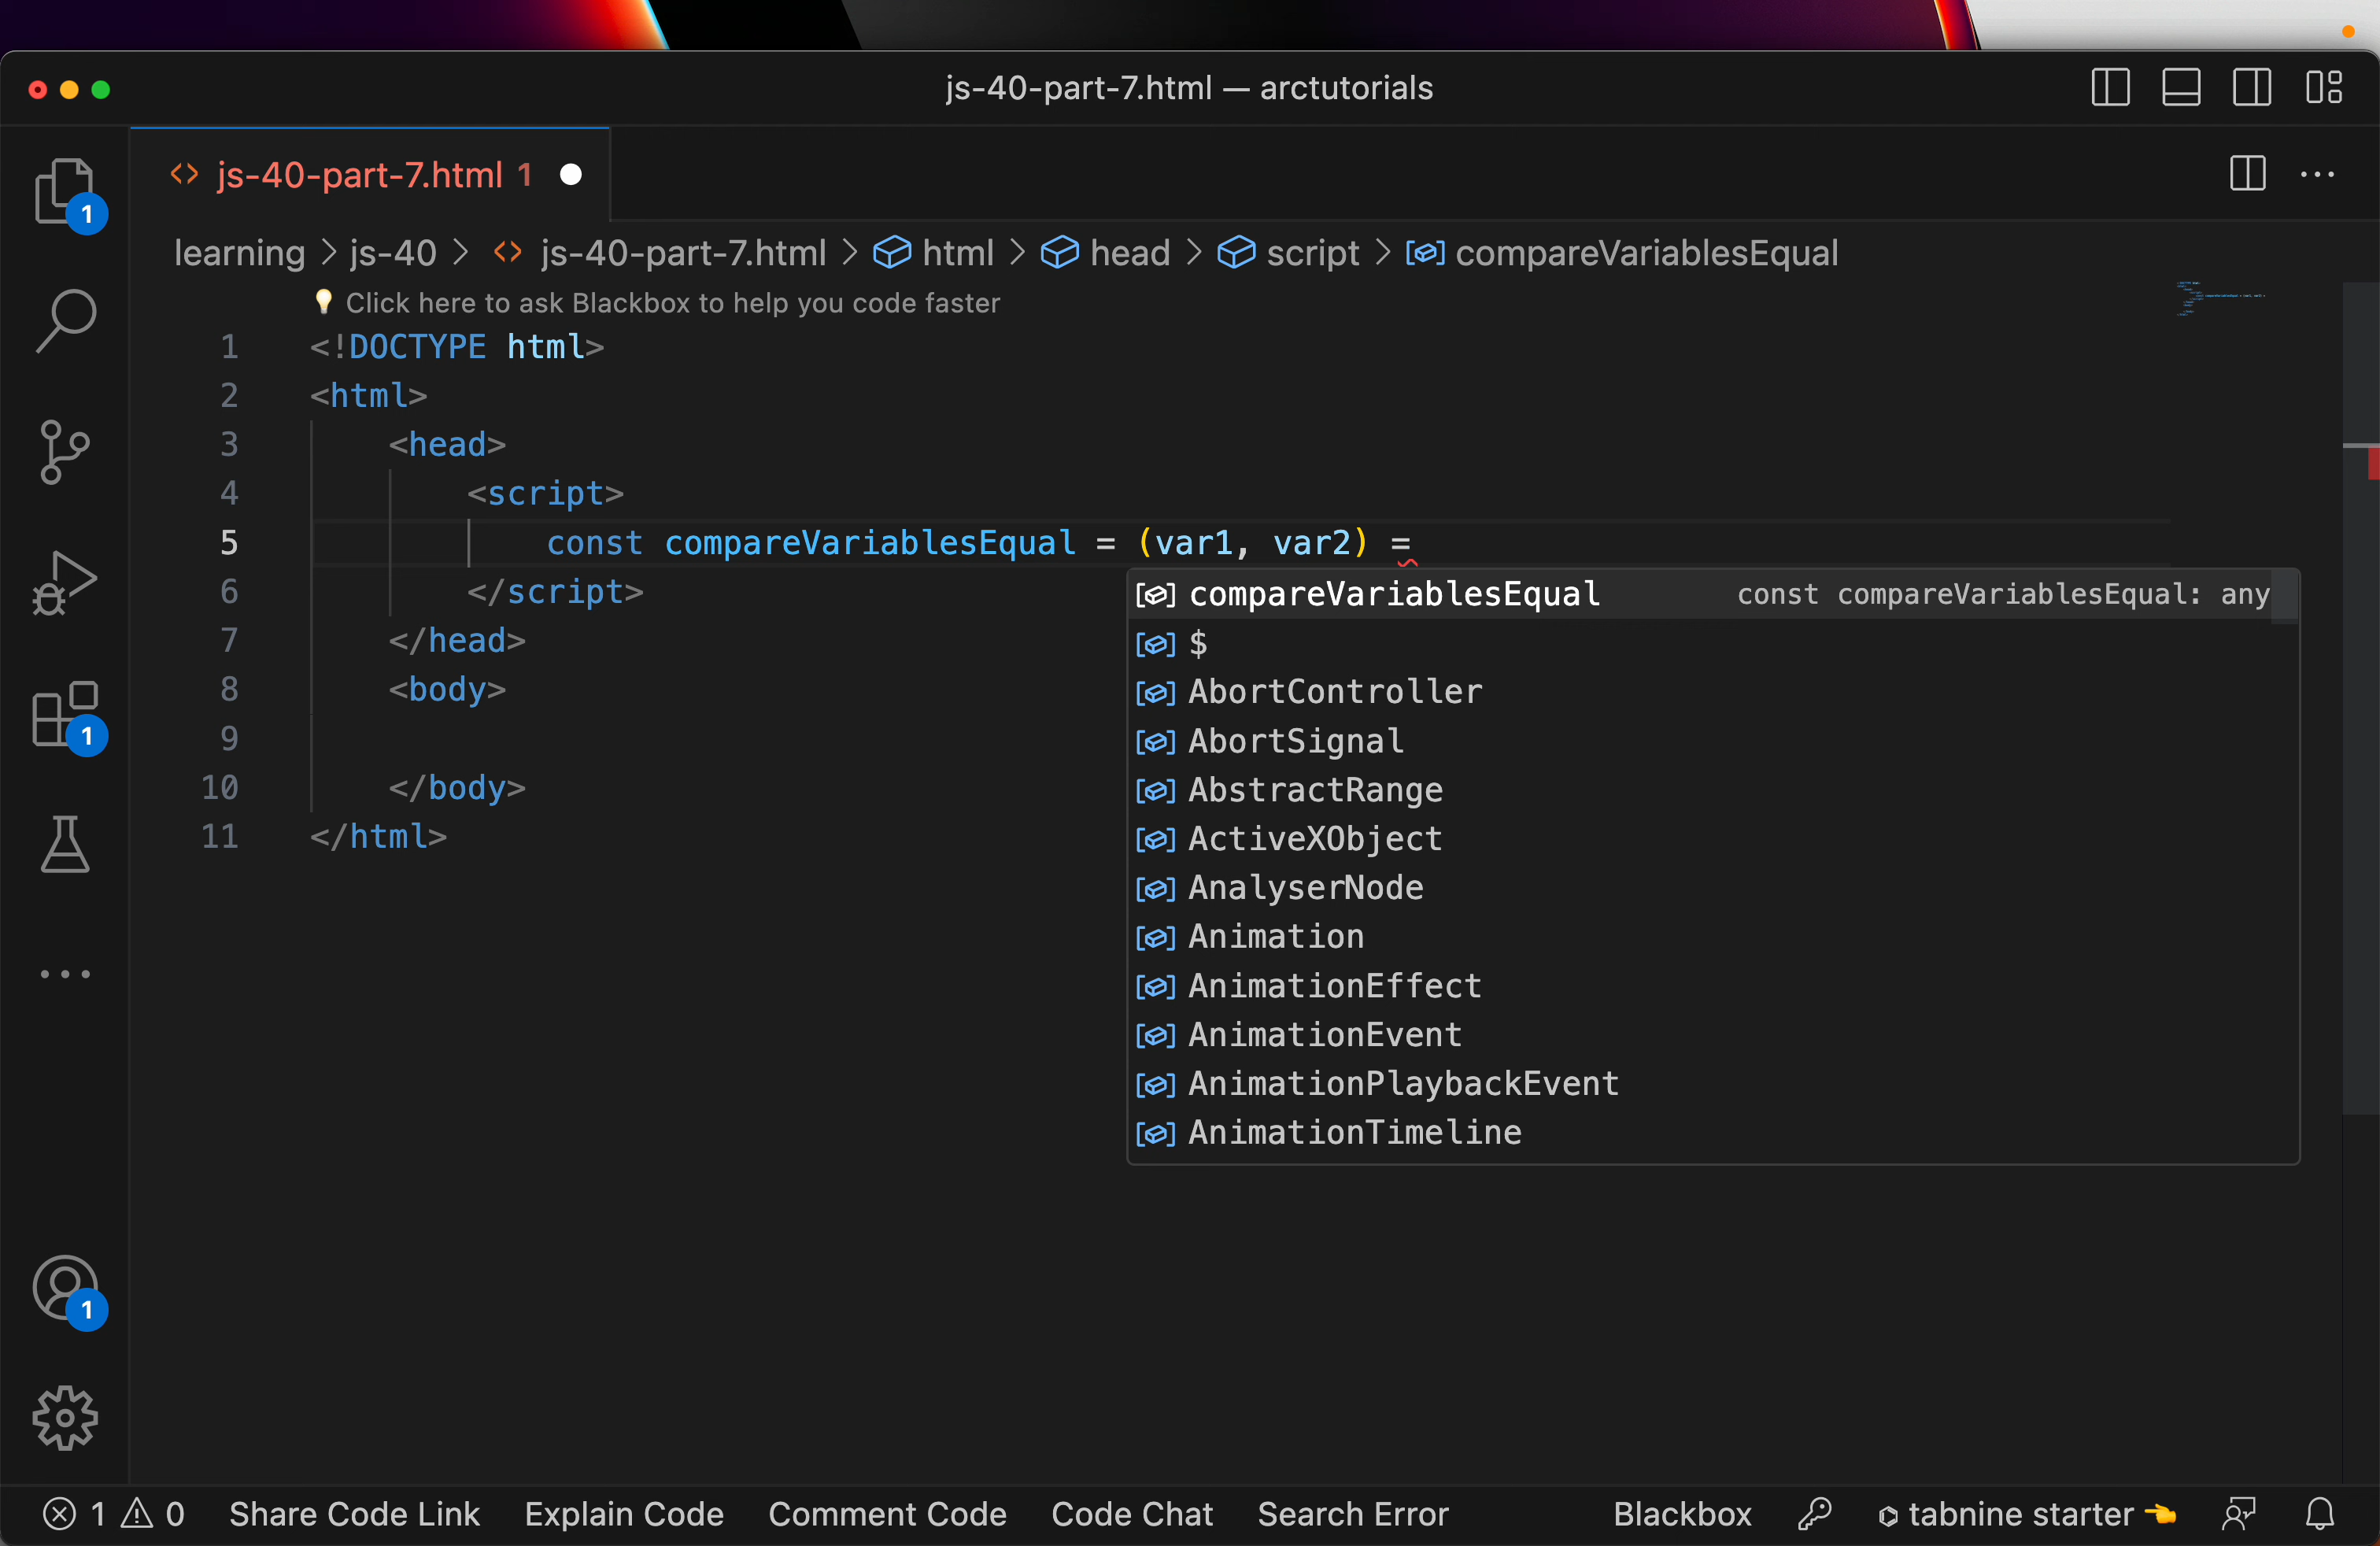 js-40-part-7.html — arctutorials
js-40-part-7.html 1
1
learning > js-40 > js-40-part-7.html > html > head > script > compareVariablesEqual
Click here to ask Blackbox to help you code faster
1 <!DOCTYPE html>
2 <html>
3 <head>
4 <script>
5 const compareVariablesEqual = (var1, var2) =
6 </script>
7 </head>
8 <body>
9
10 </body>
11 </html>
compareVariablesEqual const compareVariablesEqual: any
$
AbortController
AbortSignal
AbstractRange
ActiveXObject
AnalyserNode
Animation
AnimationEffect
AnimationEvent
AnimationPlaybackEvent
AnimationTimeline
1
1
1 0 Share Code Link Explain Code Comment Code Code Chat Search Error Blackbox tabnine starter